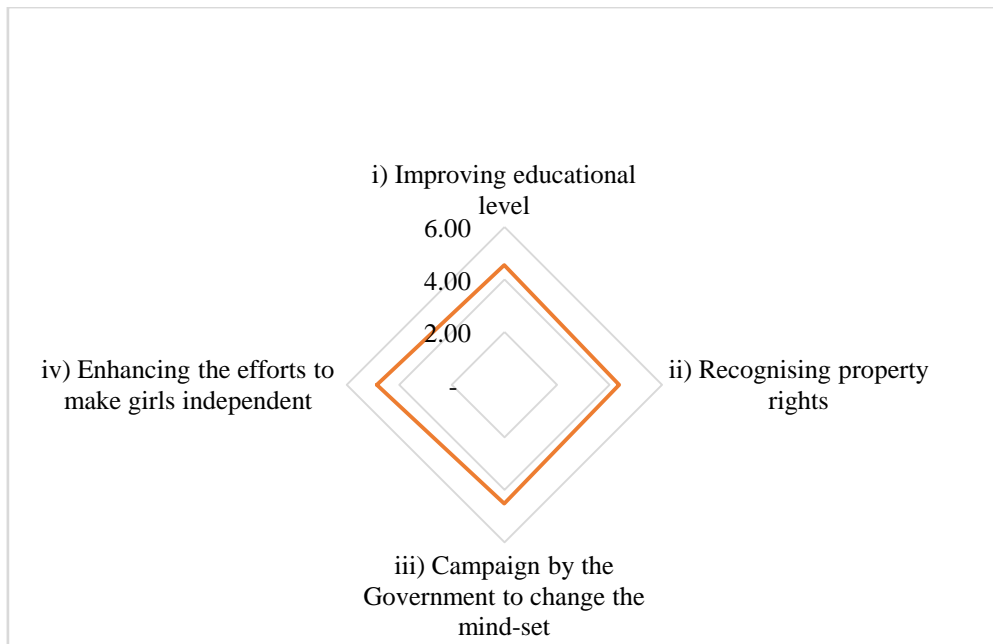 i) Improving educational
level
6.00
4.00
2.00
-
iv) Enhancing the efforts to
make girls independent
ii) Recognising property
rights
iii) Campaign by the
Government to change the
mind-set